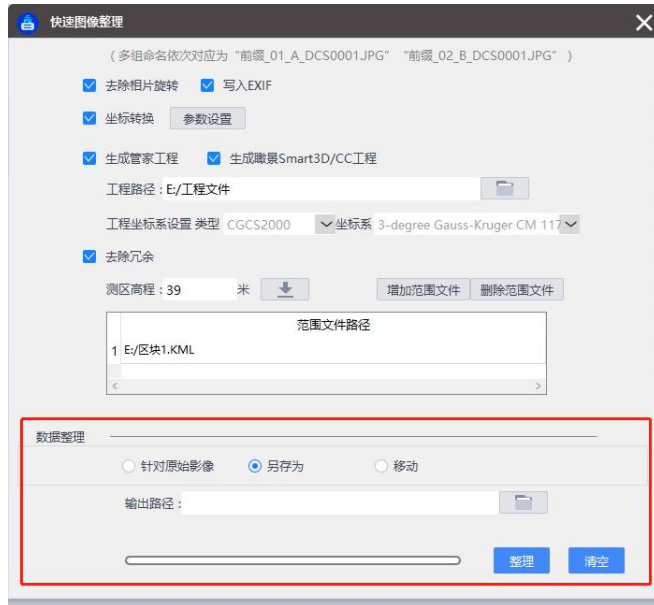 快速图像整理
(多组命名依次对应为“前缀_01_A_DCS0001.JPG” “前缀_02_B_DCS0001.JPG”)
去除相片旋转 写入EXIF
坐标转换 参数设置
生成管家工程 生成瞰景Smart3D/CC工程
工程路径：E:/工程文件
工程坐标系设置 类型 CGCS2000 坐标系 3-degree Gauss-Kruger CM 117
去除冗余
测区高程：39 米 增加范围文件 删除范围文件
范围文件路径
1 E:/区块1.KML
数据整理
针对原始影像 另存为 移动
输出路径：
整理 清空